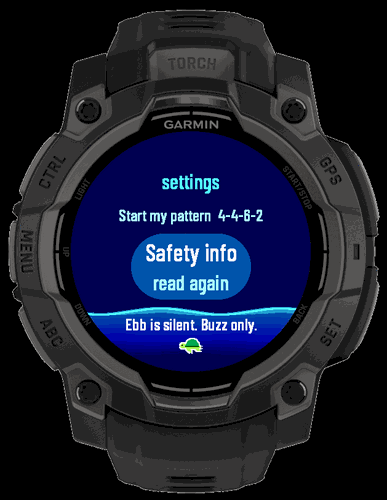 TORCH
GARMIN
CTRL
GPS
LIGHT
START/STOP
settings
Start my pattern 4-4-6-2
MENU
UP
Safety info
read again
DOWN
BACK
Ebb is silent. Buzz only.
ABC
SET